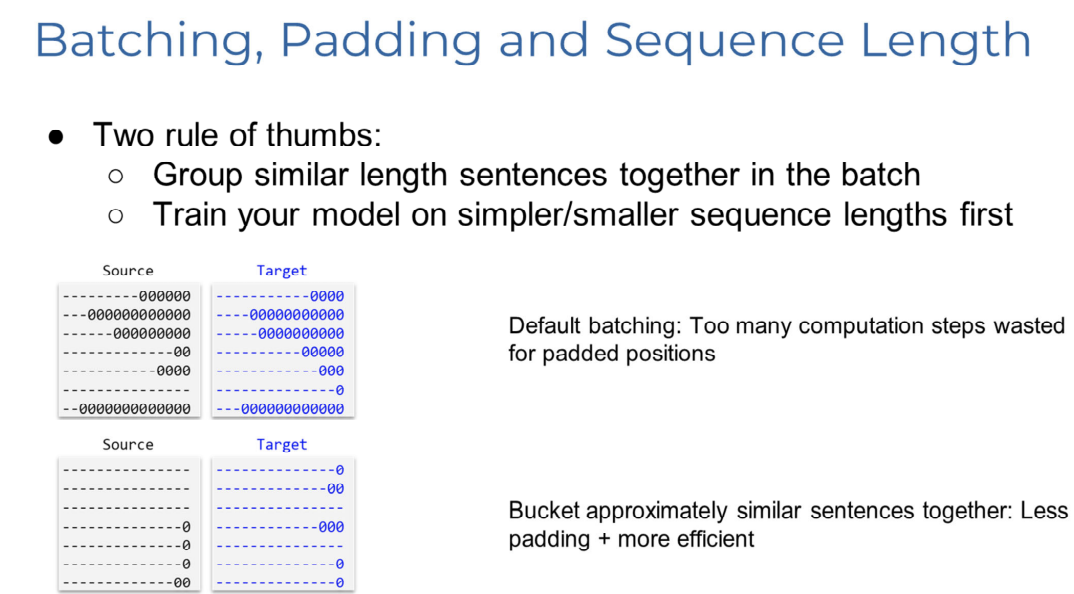 Batching, Padding and Sequence Length
● Two rule of thumbs:
○ Group similar length sentences together in the batch
○ Train your model on simpler/smaller sequence lengths first
Source Target
---------000000 -----------0000
---000000000000 ----00000000000
------000000000 -----0000000000
-------------00 ----------00000
-----------0000 ------------000
--------------- --------------0
--0000000000000 ---000000000000
Default batching: Too many computation steps wasted
for padded positions
Source Target
--------------- --------------0
--------------- -------------00
--------------- ---------------
--------------0 ------------000
--------------0 ---------------
--------------0 --------------0
-------------00 --------------0
Bucket approximately similar sentences together: Less
padding + more efficient